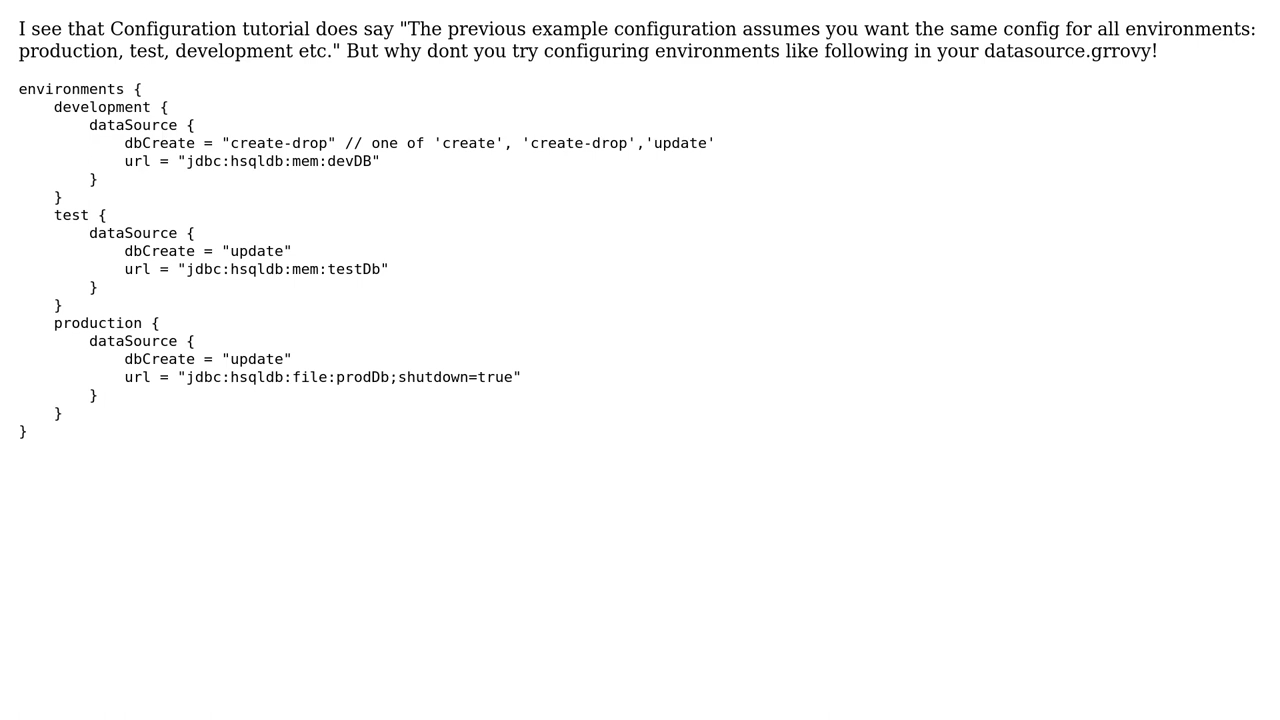 I see that Configuration tutorial does say "The previous example configuration assumes you want the same config for all environments:
production, test, development etc." But why dont you try configuring environments like following in your datasource.grrovy!
environments {
    development {
        dataSource {
            dbCreate = "create-drop" // one of 'create', 'create-drop','update'
            url = "jdbc:hsqldb:mem:devDB"
        }
    }
    test {
        dataSource {
            dbCreate = "update"
            url = "jdbc:hsqldb:mem:testDb"
        }
    }
    production {
        dataSource {
            dbCreate = "update"
            url = "jdbc:hsqldb:file:prodDb;shutdown=true"
        }
    }
}